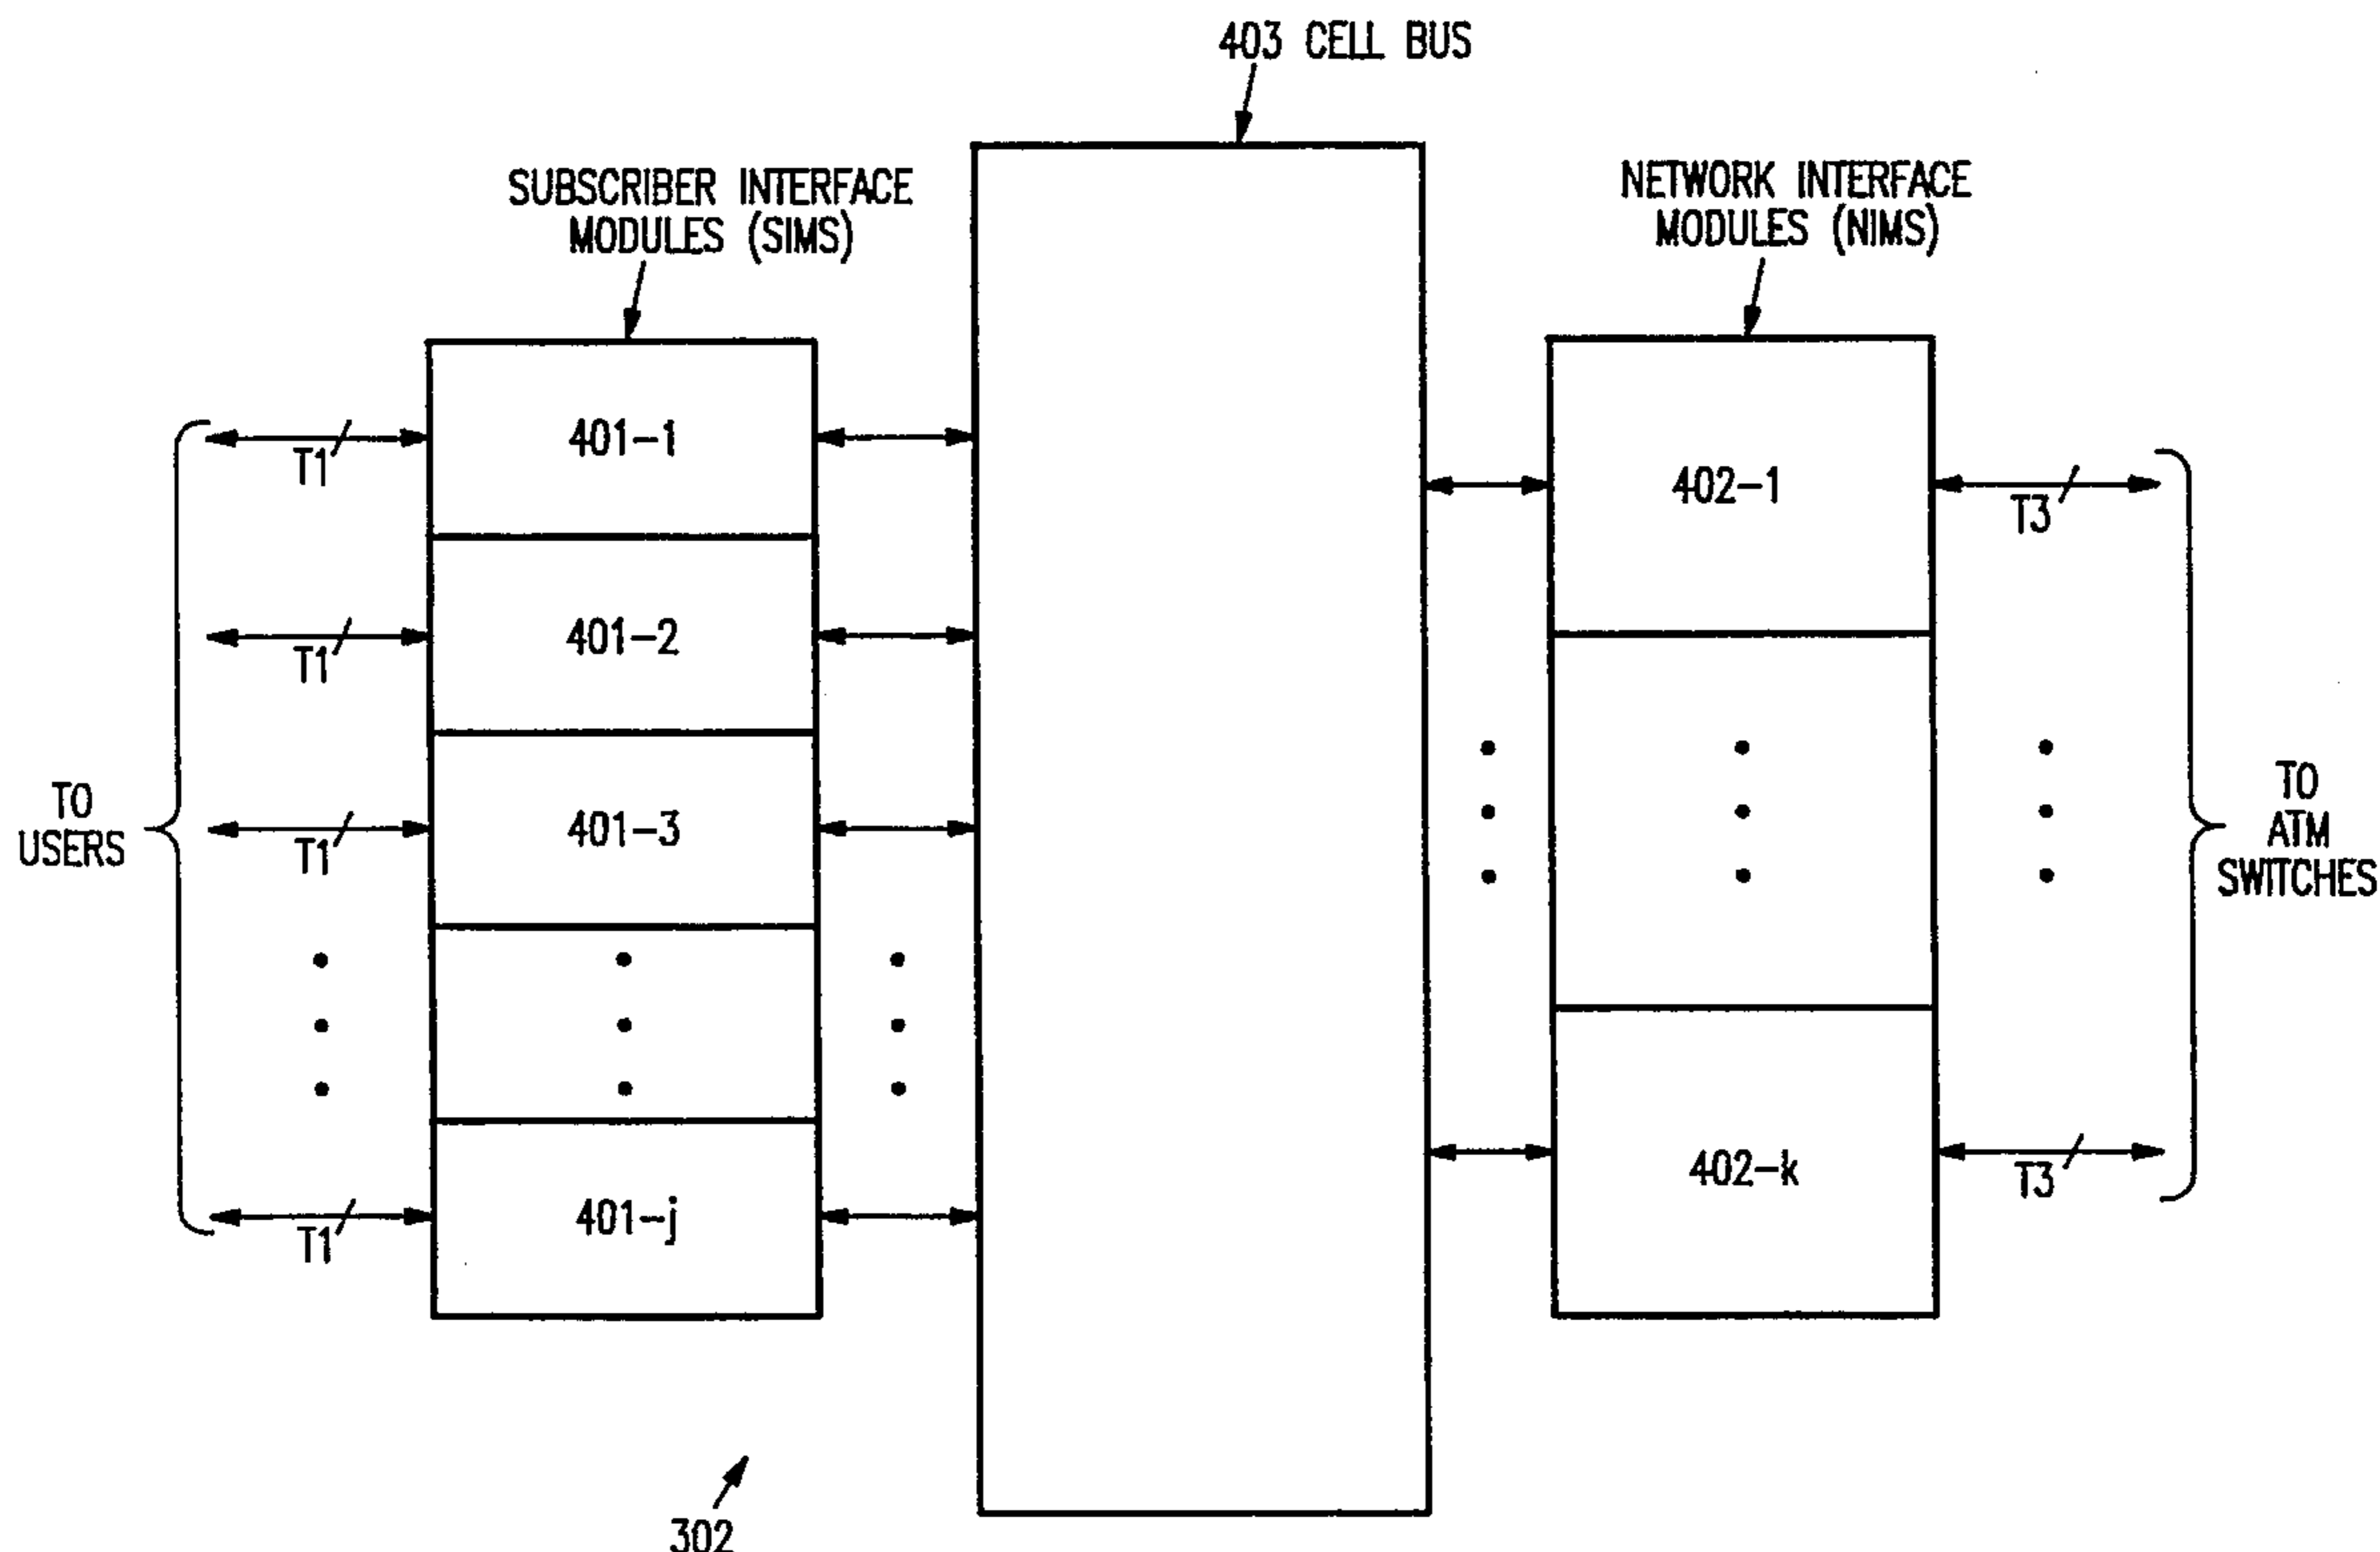 403 CELL BUS
SUBSCRIBER INTERFACE
MODULES (SIMS)
NETWORK INTERFACE
MODULES (NIMS)
401-1
T1
402-1
T3
401-2
T1
TO
USERS
401-3
T1
TO
ATM
SWITCHES
401-j
T1
402-k
T3
302